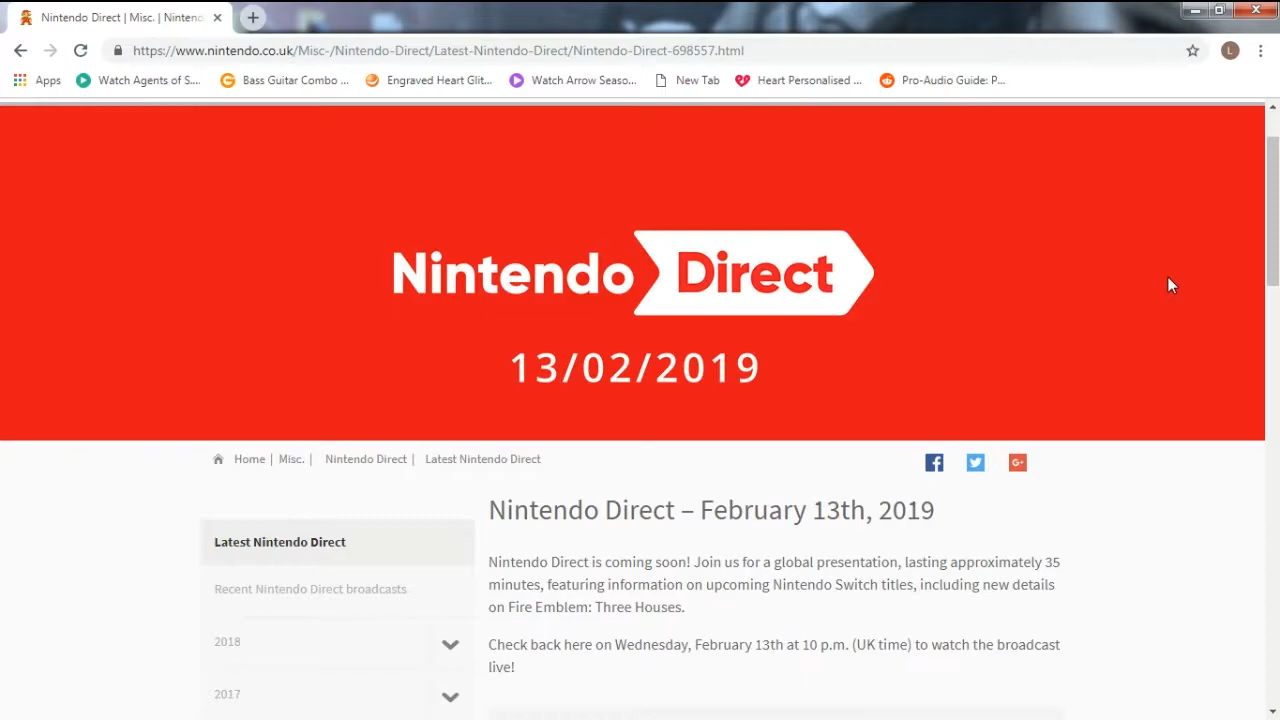 Nintendo Direct | Misc. | Nintend
https://www.nintendo.co.uk/Misc-/Nintendo-Direct/Latest-Nintendo-Direct/Nintendo-Direct-698557.html
L
Apps Watch Agents of S... Bass Guitar Combo ... Engraved Heart Glit... Watch Arrow Seaso... New Tab Heart Personalised ... Pro-Audio Guide: P...
Nintendo Direct
13/02/2019
Home | Misc. | Nintendo Direct | Latest Nintendo Direct
Nintendo Direct – February 13th, 2019
Latest Nintendo Direct
Recent Nintendo Direct broadcasts
2018
2017
Nintendo Direct is coming soon! Join us for a global presentation, lasting approximately 35
minutes, featuring information on upcoming Nintendo Switch titles, including new details
on Fire Emblem: Three Houses.
Check back here on Wednesday, February 13th at 10 p.m. (UK time) to watch the broadcast
live!